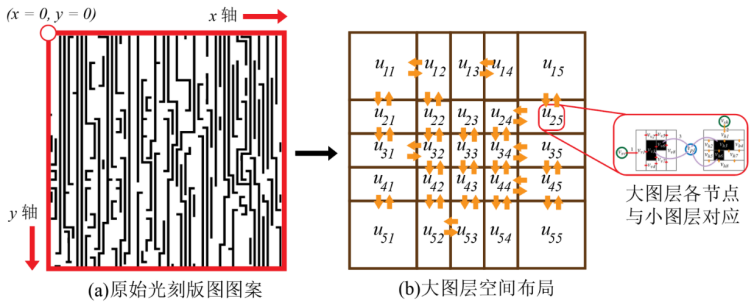 (x = 0, y = 0)
x 轴
y 轴
(a)原始光刻版图图案
u11 u12 u13 u14 u15
u21 u22 u23 u24 u25
u31 u32 u33 u34 u35
u41 u42 u43 u44 u45
u51 u52 u53 u54 u55
(b)大图层空间布局
大图层各节点
与小图层对应